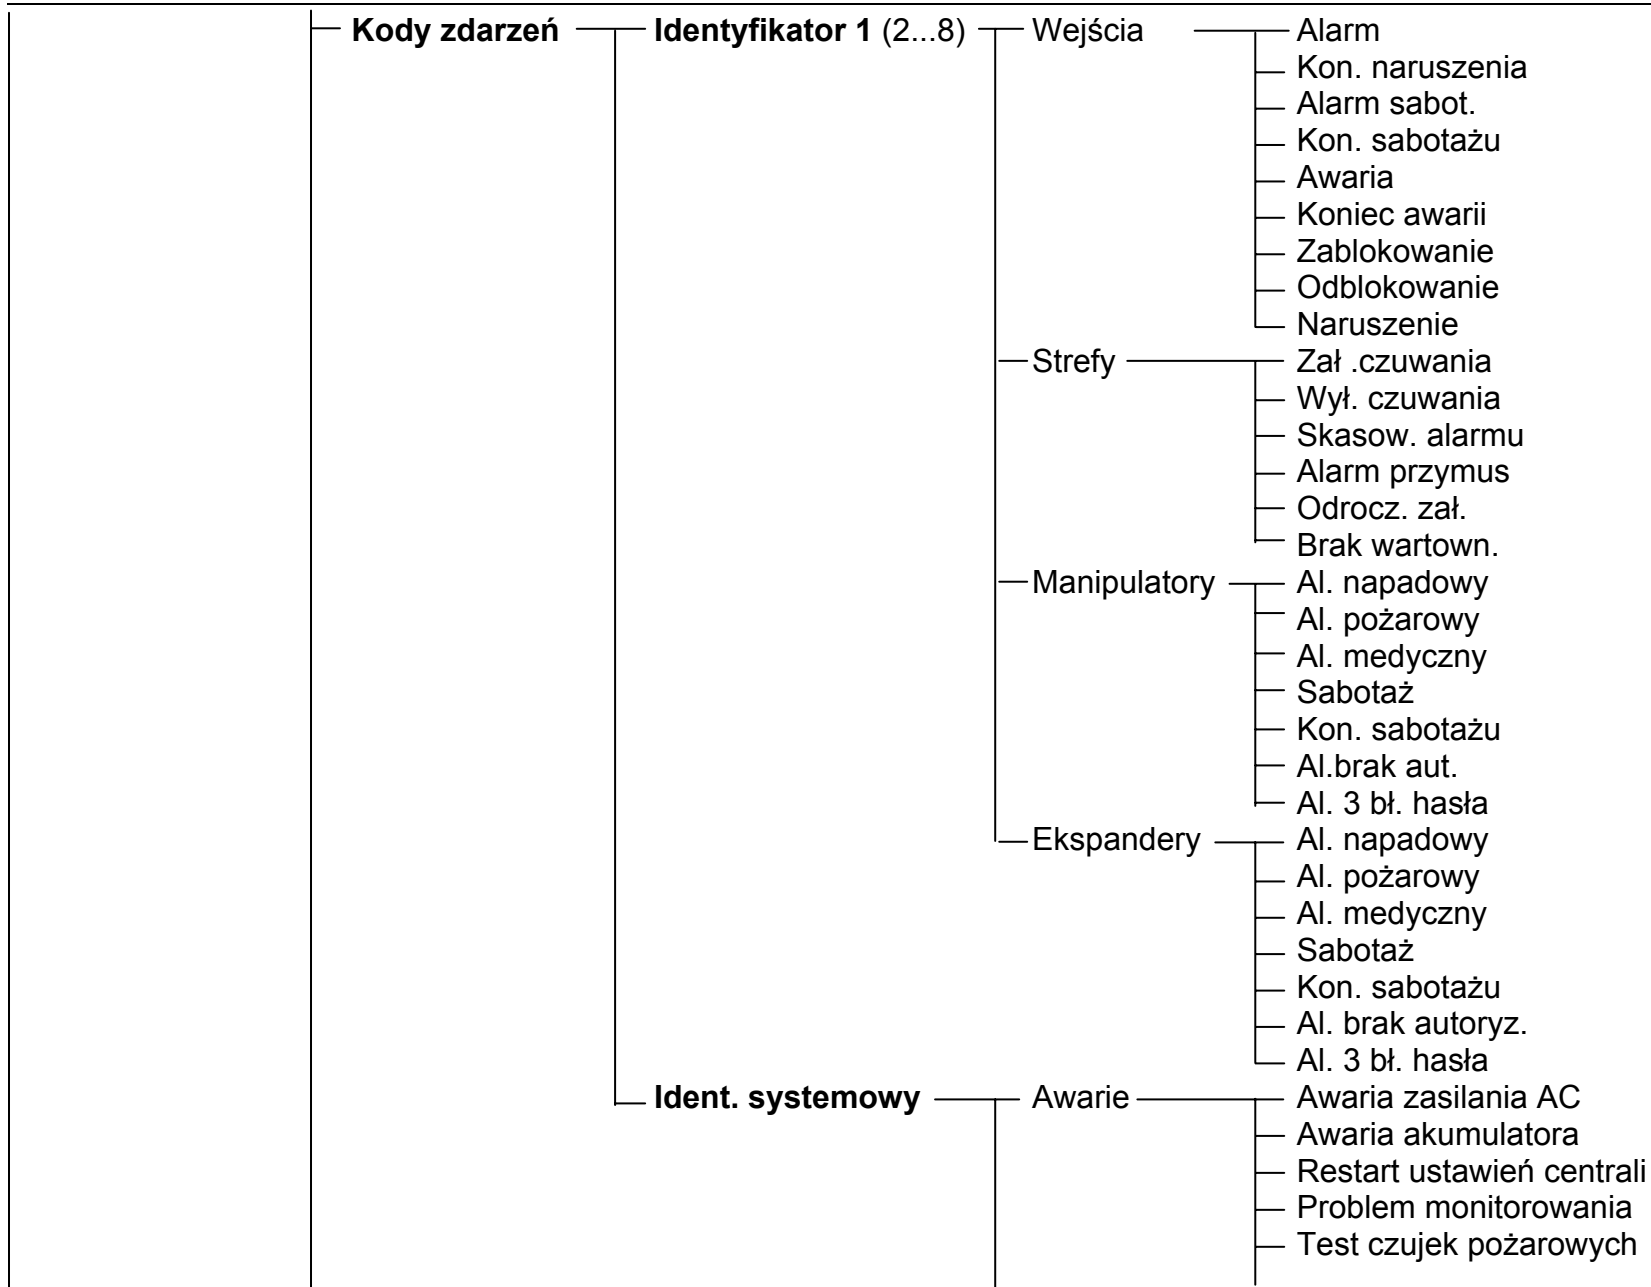 Kody zdarzeń Identyfikator 1 (2...8) Wejścia Alarm
Kon. naruszenia
Alarm sabot.
Kon. sabotażu
Awaria
Koniec awarii
Zablokowanie
Odblokowanie
Naruszenie
Strefy Zał .czuwania
Wył. czuwania
Skasow. alarmu
Alarm przymus
Odrocz. zał.
Brak wartown.
Manipulatory Al. napadowy
Al. pożarowy
Al. medyczny
Sabotaż
Kon. sabotażu
Al.brak aut.
Al. 3 bł. hasła
Ekspandery Al. napadowy
Al. pożarowy
Al. medyczny
Sabotaż
Kon. sabotażu
Al. brak autoryz.
Al. 3 bł. hasła
Ident. systemowy Awarie Awaria zasilania AC
Awaria akumulatora
Restart ustawień centrali
Problem monitorowania
Test czujek pożarowych